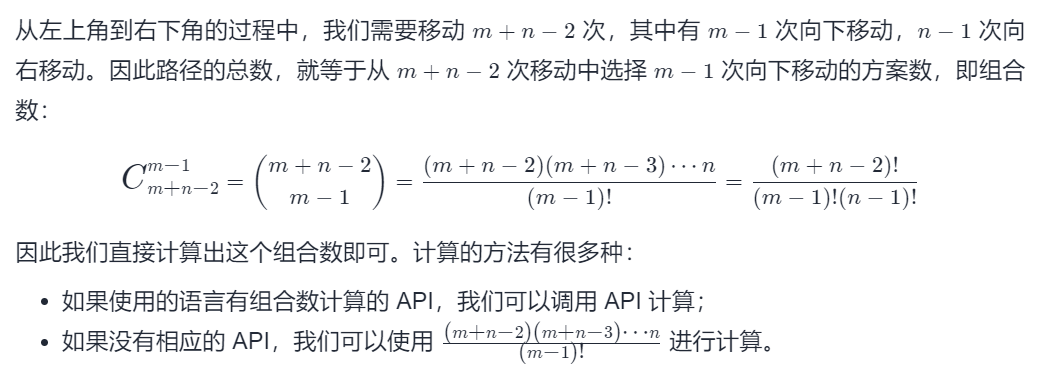 从左上角到右下角的过程中，我们需要移动 m + n − 2 次，其中有 m − 1 次向下移动，n − 1 次向
右移动。因此路径的总数，就等于从 m + n − 2 次移动中选择 m − 1 次向下移动的方案数，即组合
数：
C_{m+n−2}^{m−1} = \binom{m + n − 2}{m − 1} = \frac{(m + n − 2)(m + n − 3) ⋯ n}{(m − 1)!} = \frac{(m + n − 2)!}{(m − 1)!(n − 1)!}
因此我们直接计算出这个组合数即可。计算的方法有很多种：
• 如果使用的语言有组合数计算的 API，我们可以调用 API 计算；
• 如果没有相应的 API，我们可以使用 \frac{(m+n−2)(m+n−3)⋯n}{(m−1)!} 进行计算。